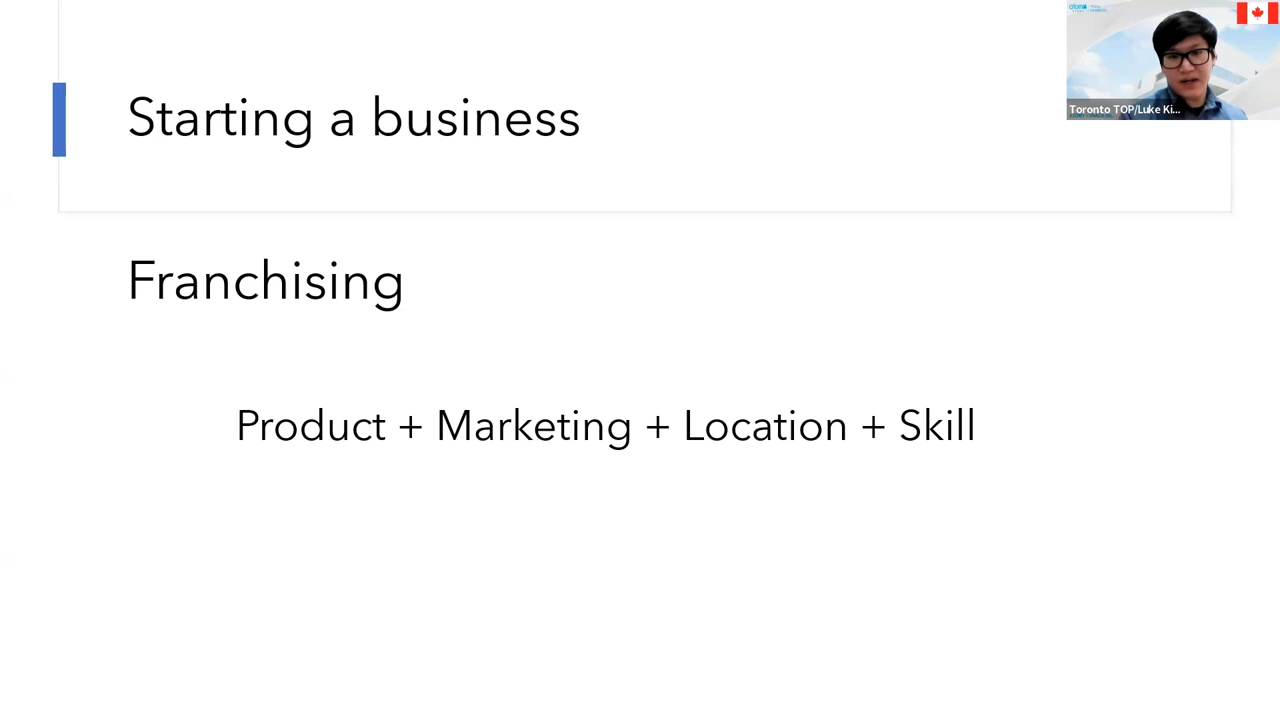 Starting a business
Toronto TOP/Luke Ki...
Franchising
Product + Marketing + Location + Skill